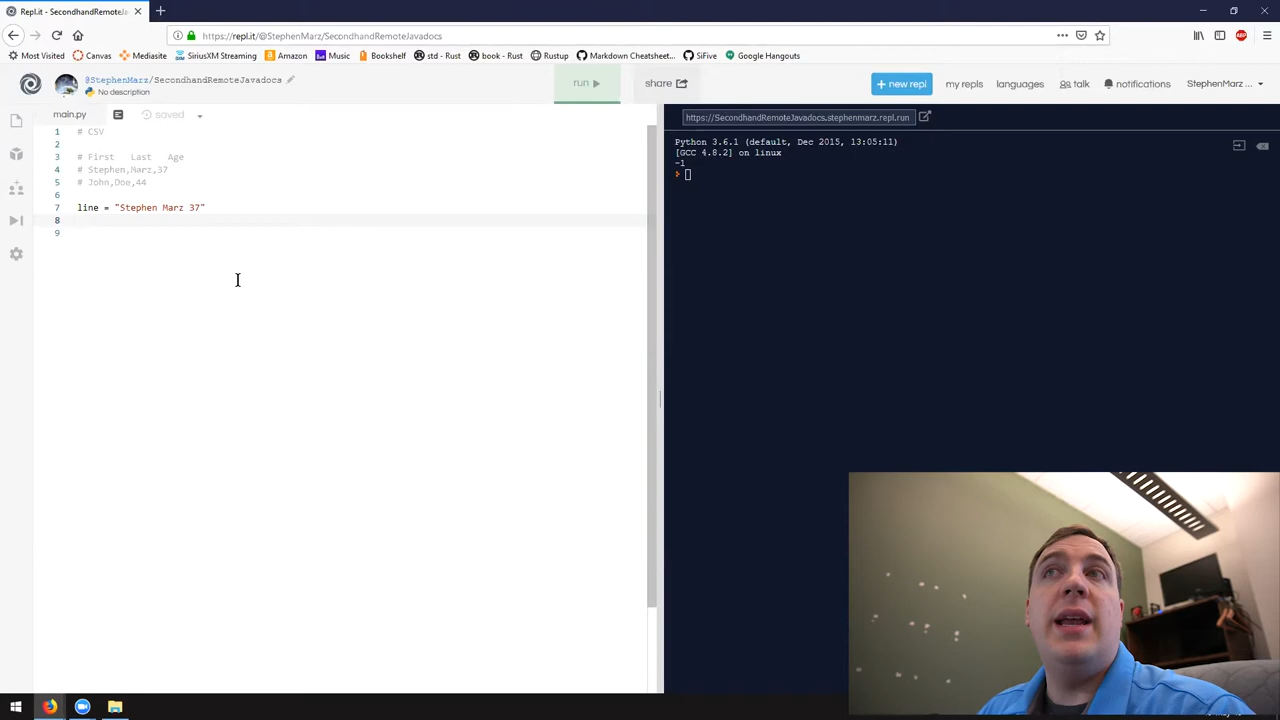 Repl.it - SecondhandRemoteJa
https://repl.it/@StephenMarz/SecondhandRemoteJavadocs
Most Visited Canvas Mediasite SiriusXM Streaming Amazon Music Bookshelf std - Rust book - Rust Rustup Markdown Cheatsheet... SiFive Google Hangouts
@StephenMarz/SecondhandRemoteJavadocs
No description
run
share
+ new repl
my repls
languages
talk
notifications
StephenMarz ...
main.py
saved
1 # CSV
2
3 # First Last Age
4 # Stephen,Marz,37
5 # John,Doe,44
6
7 line = "Stephen Marz 37"
8
9
https://SecondhandRemoteJavadocs.stephenmarz.repl.run
Python 3.6.1 (default, Dec 2015, 13:05:11)
[GCC 4.8.2] on linux
-1